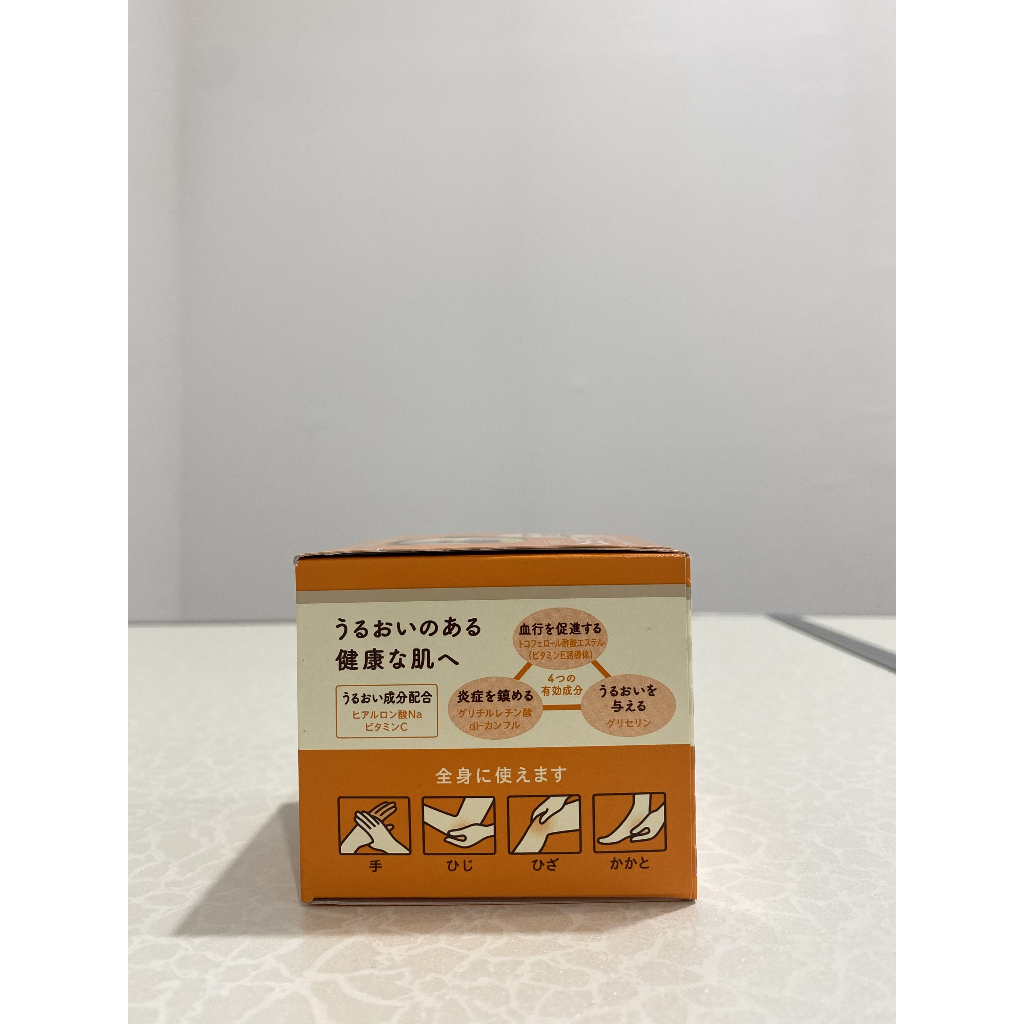 うるおいのある
健康な肌へ
うるおい成分配合
ヒアルロン酸Na
ビタミンC
血行を促進する
トコフェロール酢酸エステル
(ビタミンE誘導体)
4つの
有効成分
炎症を鎮める
グリチルレチン酸
dl-カンフル
うるおいを
与える
グリセリン
全身に使えます
手
ひじ
ひざ
かかと